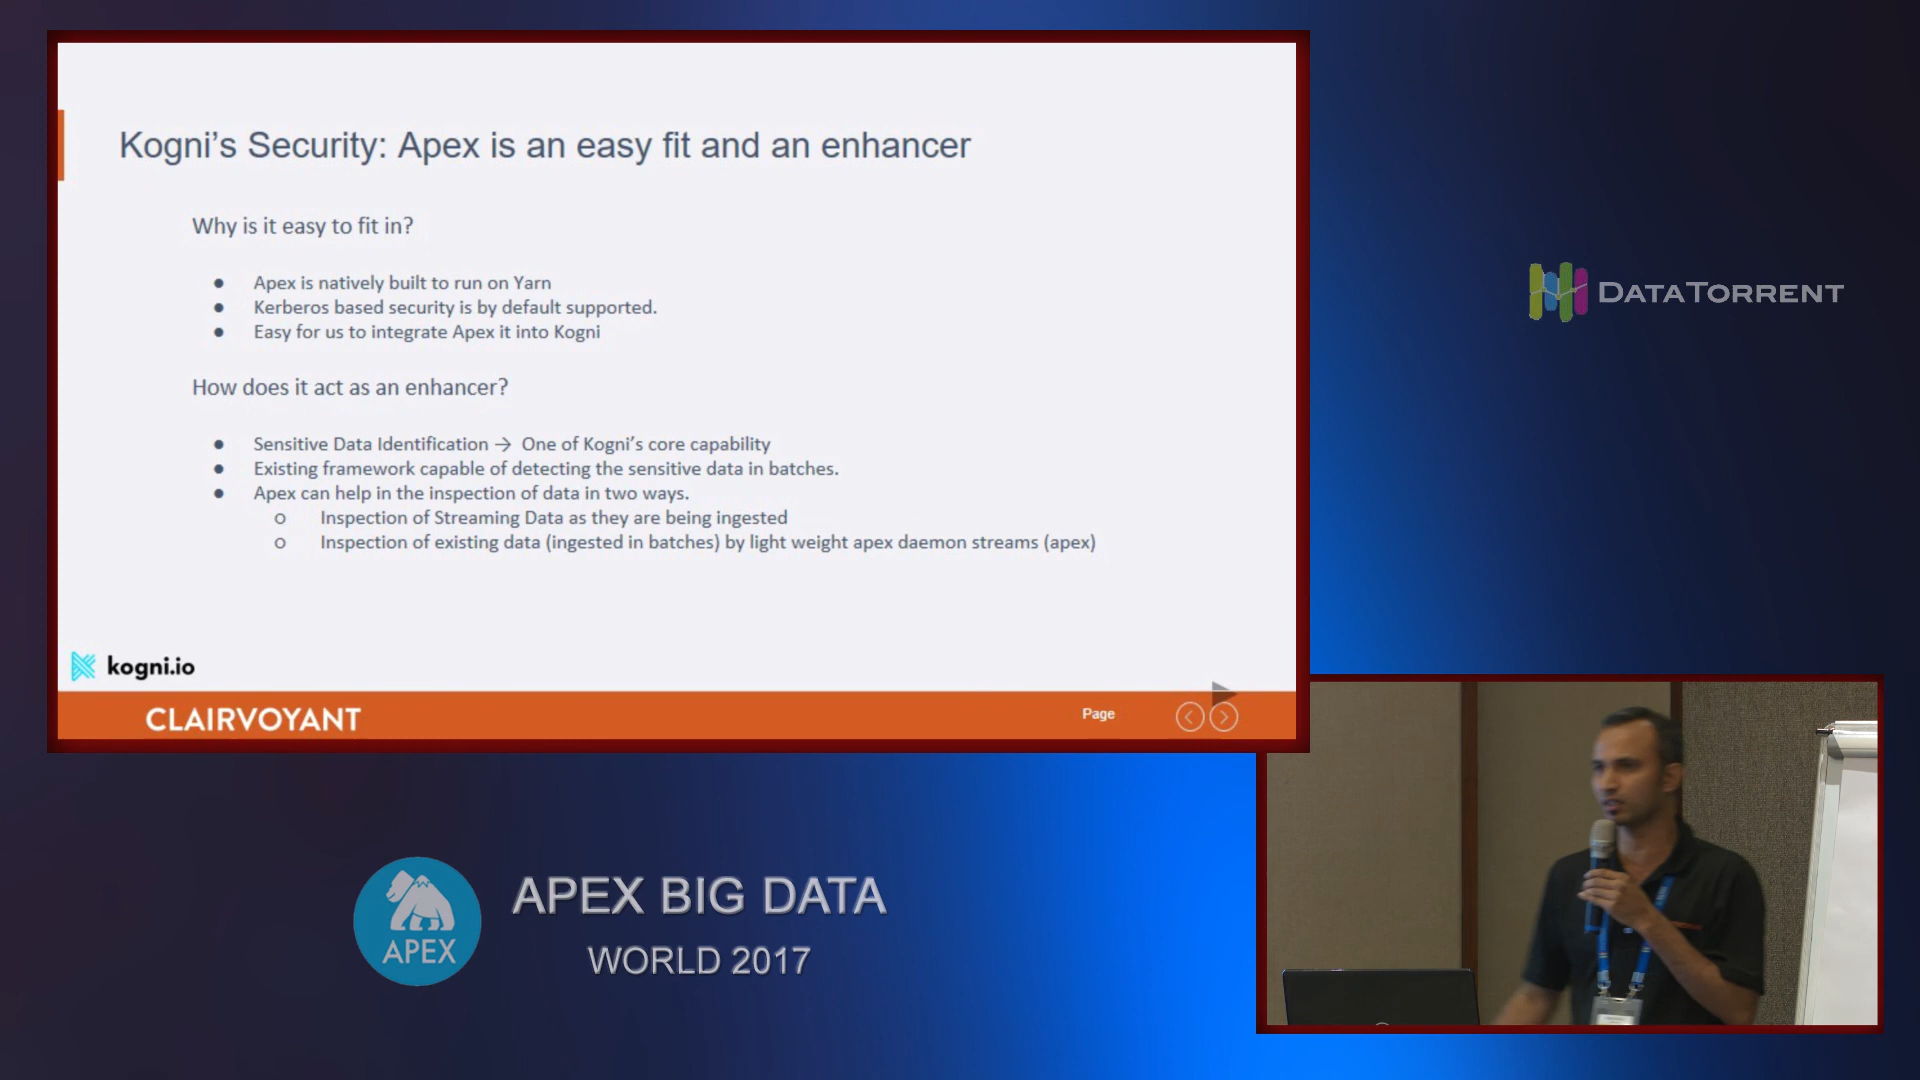 Kogni's Security: Apex is an easy fit and an enhancer
Why is it easy to fit in?
● Apex is natively built to run on Yarn
● Kerberos based security is by default supported.
● Easy for us to integrate Apex it into Kogni
How does it act as an enhancer?
● Sensitive Data Identification → One of Kogni's core capability
● Existing framework capable of detecting the sensitive data in batches.
● Apex can help in the inspection of data in two ways.
o Inspection of Streaming Data as they are being ingested
o Inspection of existing data (ingested in batches) by light weight apex daemon streams (apex)
kogni.io
CLAIRVOYANT
Page
DATATORRENT
APEX
APEX BIG DATA
WORLD 2017